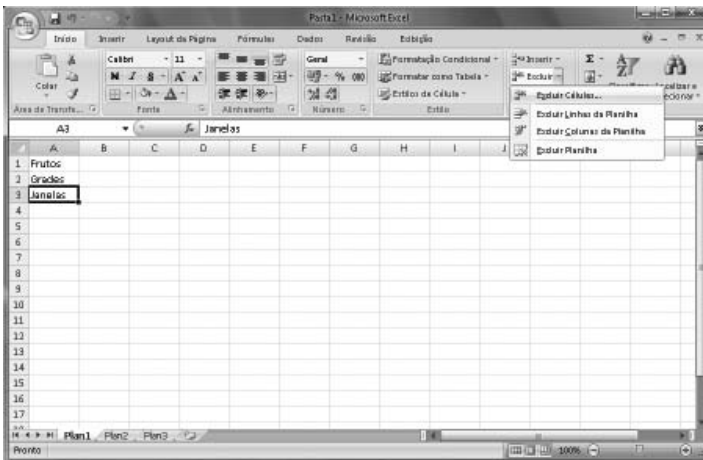 Pasta1 - Microsoft Excel
Início Inserir Layout da Página Fórmulas Dados Revisão Exibição
Calibri 11 Geral Formatação Condicional Inserir Σ
Colar N I S A A % 000 Formatar como Tabela Excluir
Estilos de Célula
Área de Transfe... Fonte Alinhamento Número Estilo
Excluir Células...
Excluir Linhas da Planilha
Excluir Colunas da Planilha
Excluir Planilha
A3 fx Janelas
A B C D E F G H I J
1 Frutos
2 Grades
3 Janelas
4
5
6
7
8
9
10
11
12
13
14
15
16
17
Plan1 Plan2 Plan3
Pronto 100%